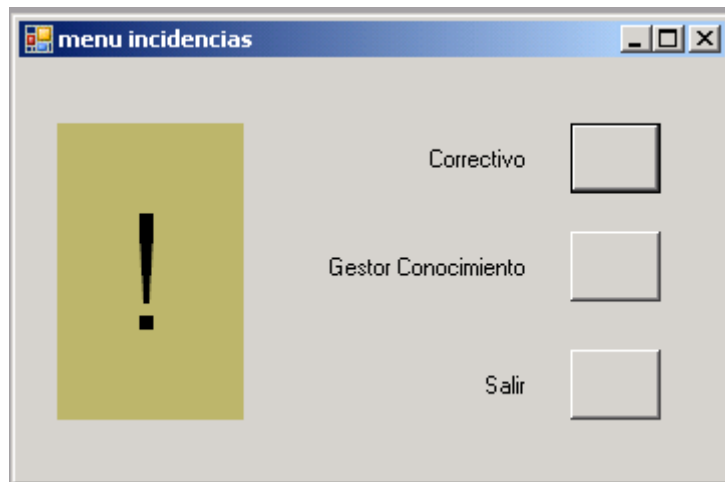 menu incidencias
Correctivo
!
Gestor Conocimiento
Salir